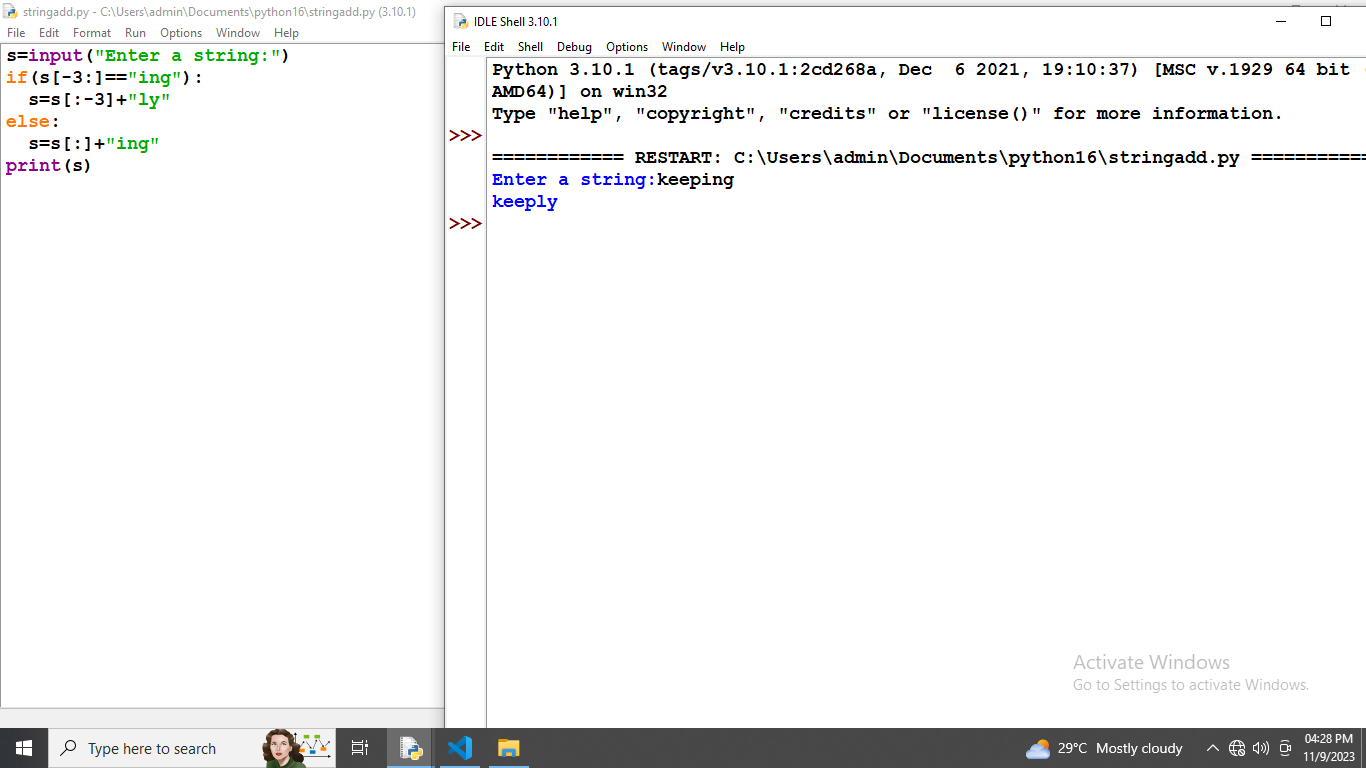 stringadd.py - C:\Users\admin\Documents\python16\stringadd.py (3.10.1)
File Edit Format Run Options Window Help
s=input("Enter a string:")
if(s[-3:]=="ing"):
  s=s[:-3]+"ly"
else:
  s=s[:]+"ing"
print(s)
IDLE Shell 3.10.1
File Edit Shell Debug Options Window Help
Python 3.10.1 (tags/v3.10.1:2cd268a, Dec  6 2021, 19:10:37) [MSC v.1929 64 bit (
AMD64)] on win32
Type "help", "copyright", "credits" or "license()" for more information.
>>>
============ RESTART: C:\Users\admin\Documents\python16\stringadd.py ===========
Enter a string:keeping
keeply
>>>
Activate Windows
Go to Settings to activate Windows.
Type here to search
29°C Mostly cloudy
04:28 PM
11/9/2023